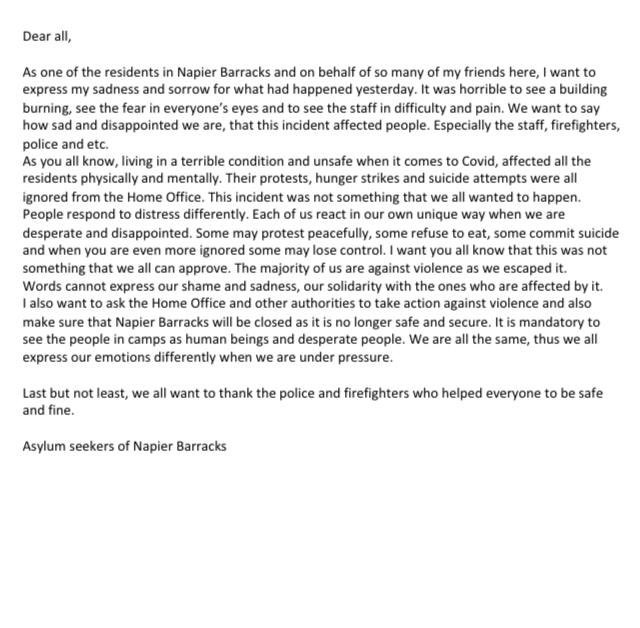 Dear all,
As one of the residents in Napier Barracks and on behalf of so many of my friends here, I want to
express my sadness and sorrow for what had happened yesterday. It was horrible to see a building
burning, see the fear in everyone's eyes and to see the staff in difficulty and pain. We want to say
how sad and disappointed we are, that this incident affected people. Especially the staff, firefighters,
police and etc.
As you all know, living in a terrible condition and unsafe when it comes to Covid, affected all the
residents physically and mentally. Their protests, hunger strikes and suicide attempts were all
ignored from the Home Office. This incident was not something that we all wanted to happen.
People respond to distress differently. Each of us react in our own unique way when we are
desperate and disappointed. Some may protest peacefully, some refuse to eat, some commit suicide
and when you are even more ignored some may lose control. I want you all know that this was not
something that we all can approve. The majority of us are against violence as we escaped it.
Words cannot express our shame and sadness, our solidarity with the ones who are affected by it.
I also want to ask the Home Office and other authorities to take action against violence and also
make sure that Napier Barracks will be closed as it is no longer safe and secure. It is mandatory to
see the people in camps as human beings and desperate people. We are all the same, thus we all
express our emotions differently when we are under pressure.
Last but not least, we all want to thank the police and firefighters who helped everyone to be safe
and fine.
Asylum seekers of Napier Barracks